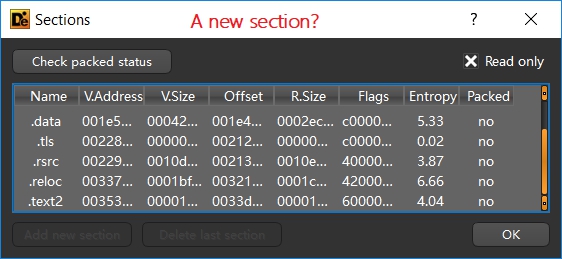 Sections
A new section?
?
Check packed status
Read only
Name V.Address V.Size Offset R.Size Flags Entropy Packed
.data 001e5... 00042... 001e4... 0002ec... c0000... 5.33 no
.tls 00228... 00000... 00212... 00000... c0000... 0.02 no
.rsrc 00229... 0010d... 00213... 0010e... 40000... 3.87 no
.reloc 00337... 0001bf... 00321... 0001c... 42000... 6.66 no
.text2 00353... 00001... 0033d... 00001... 60000... 4.04 no
Add new section Delete last section OK